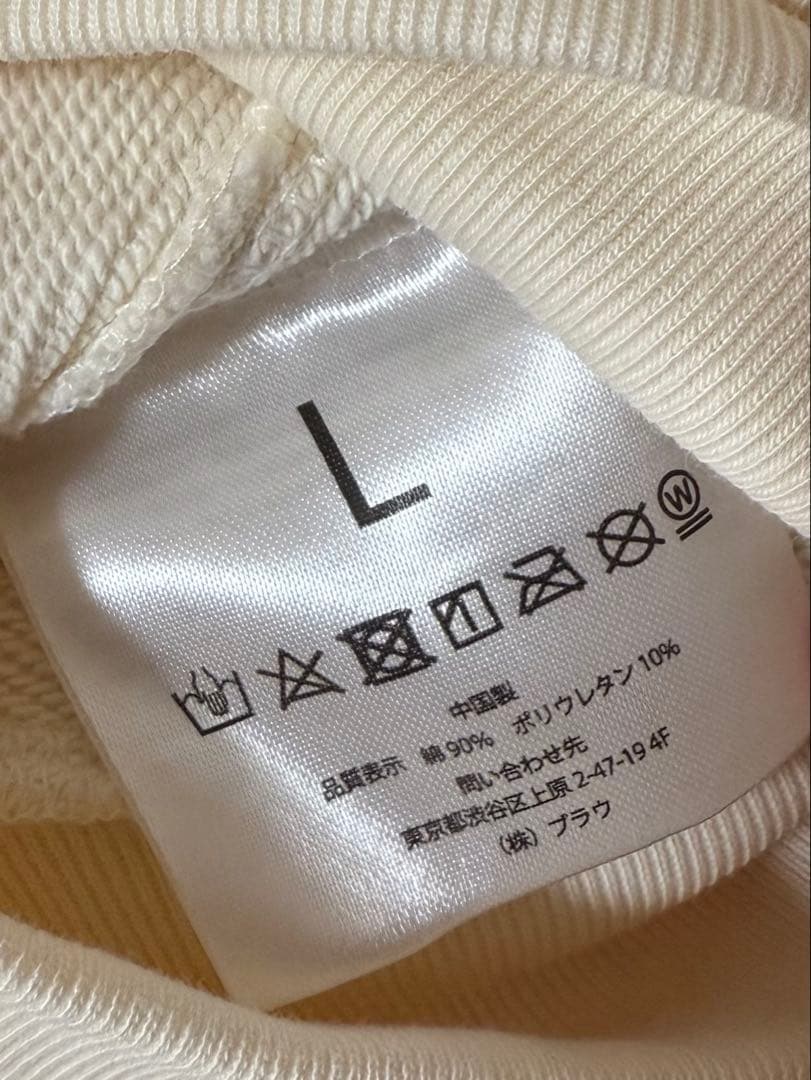 L
W
中国製
品質表示 綿 90% ポリウレタン 10%
問い合わせ先
東京都渋谷区上原 2-47-19 4F
（株）ブラウ